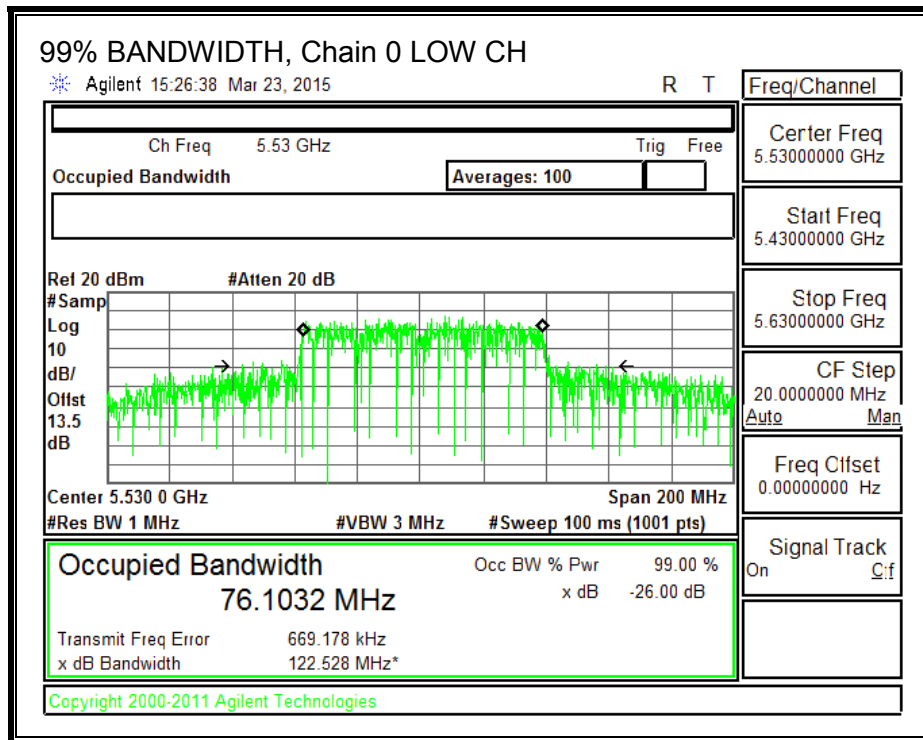 99% BANDWIDTH, Chain 0 LOW CH
Agilent 15:26:38 Mar 23, 2015 R T
Freq/Channel
Ch Freq 5.53 GHz Trig Free
Occupied Bandwidth Averages: 100
Center Freq
5.53000000 GHz
Start Freq
5.43000000 GHz
Stop Freq
5.63000000 GHz
CF Step
20.0000000 MHz
Auto Man
Freq Offset
0.00000000 Hz
Signal Track
On Off
Ref 20 dBm #Atten 20 dB
#Samp
Log
10
dB/
Offst
13.5
dB
Center 5.530 0 GHz Span 200 MHz
#Res BW 1 MHz #VBW 3 MHz #Sweep 100 ms (1001 pts)
Occupied Bandwidth
76.1032 MHz
Occ BW % Pwr 99.00 %
x dB -26.00 dB
Transmit Freq Error 669.178 kHz
x dB Bandwidth 122.528 MHz*
Copyright 2000-2011 Agilent Technologies